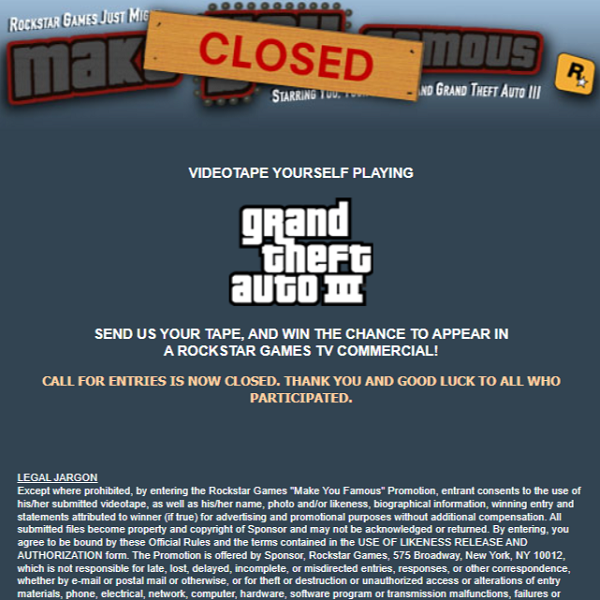 Rockstar Games Just
CLOSED
Starring You, and Grand Theft Auto III
R
VIDEOTAPE YOURSELF PLAYING
grand
theft
auto III
SEND US YOUR TAPE, AND WIN THE CHANCE TO APPEAR IN
A ROCKSTAR GAMES TV COMMERCIAL!
CALL FOR ENTRIES IS NOW CLOSED. THANK YOU AND GOOD LUCK TO ALL WHO
PARTICIPATED.
LEGAL JARGON
Except where prohibited, by entering the Rockstar Games "Make You Famous" Promotion, entrant consents to the use of
his/her submitted videotape, as well as his/her name, photo and/or likeness, biographical information, winning entry and
statements attributed to winner (if true) for advertising and promotional purposes without additional compensation. All
submitted files become property and copyright of Sponsor and may not be acknowledged or returned. By entering, you
agree to be bound by these Official Rules and the terms contained in the USE OF LIKENESS RELEASE AND
AUTHORIZATION form. The Promotion is offered by Sponsor, Rockstar Games, 575 Broadway, New York, NY 10012,
which is not responsible for late, lost, delayed, incomplete, or misdirected entries, responses, or other correspondence,
whether by e-mail or postal mail or otherwise, or for theft or destruction or unauthorized access or alterations of entry
materials, phone, electrical, network, computer, hardware, software program or transmission malfunctions, failures or